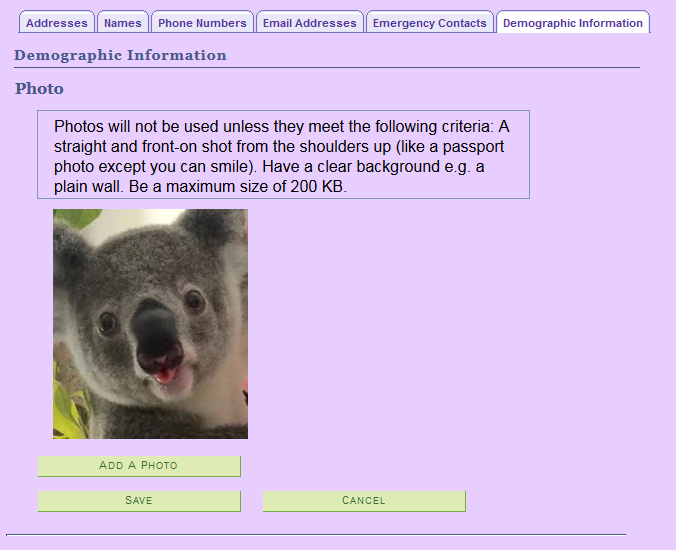 Addresses Names Phone Numbers Email Addresses Emergency Contacts Demographic Information
Demographic Information
Photo
Photos will not be used unless they meet the following criteria: A
straight and front-on shot from the shoulders up (like a passport
photo except you can smile). Have a clear background e.g. a
plain wall. Be a maximum size of 200 KB.
Add A Photo
Save Cancel